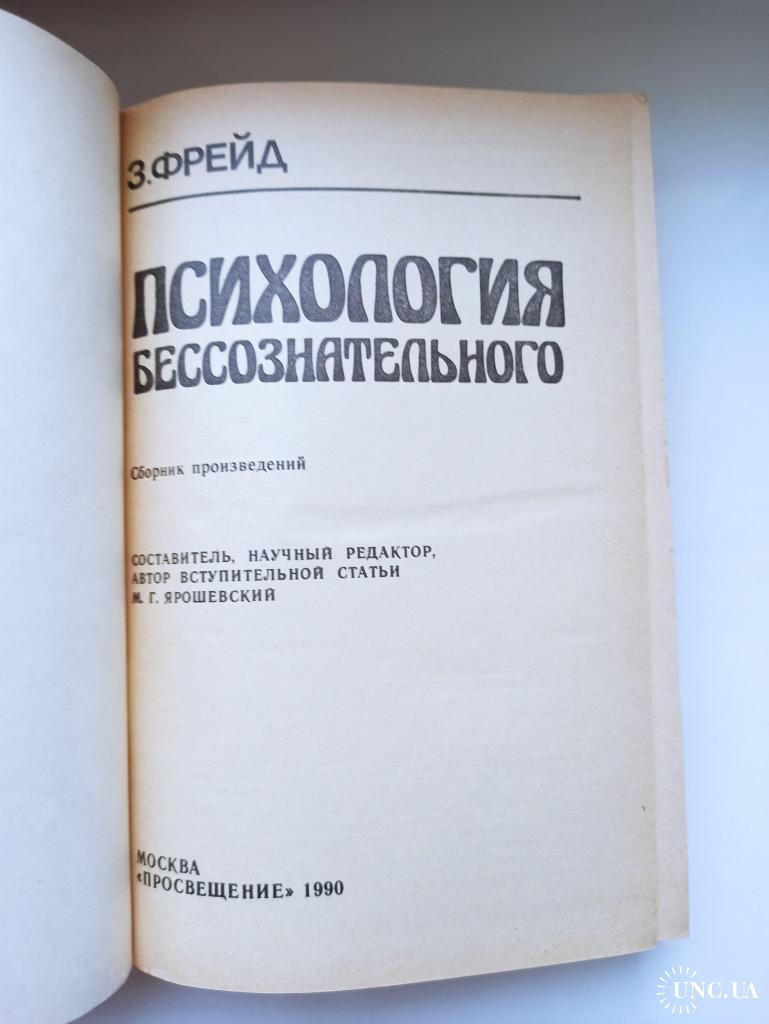 З.ФРЕЙД
ПСИХОЛОГИЯ
БЕССОЗНАТЕЛЬНОГО
Сборник произведений
СОСТАВИТЕЛЬ, НАУЧНЫЙ РЕДАКТОР,
АВТОР ВСТУПИТЕЛЬНОЙ СТАТЬИ
М. Г. ЯРОШЕВСКИЙ
МОСКВА
«ПРОСВЕЩЕНИЕ» 1990
UNC.UA